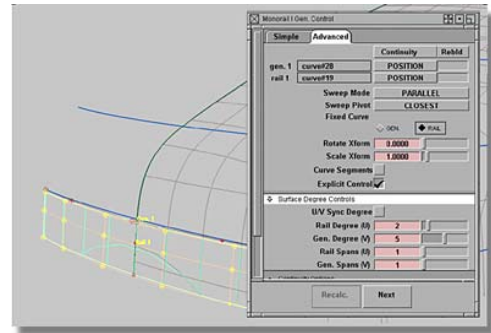 Monorail I Gen. Control
Simple Advanced
Continuity Rebld
gen. 1 curve#20 POSITION
rail 1 curve#19 POSITION
Sweep Mode PARALLEL
Sweep Pivot CLOSEST
Fixed Curve
GEN. RAIL
Rotate Xform 0.0000
Scale Xform 1.0000
Curve Segments
Explicit Control
Surface Degree Controls
U/V Sync Degree
Rail Degree (U) 2
Gen. Degree (V) 5
Rail Spans (U) 1
Gen. Spans (V) 1
Continuity Options
Recalc. Next